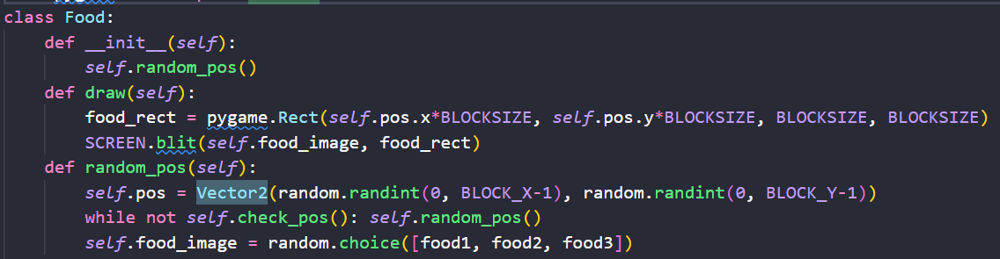 class Food:
    def __init__(self):
        self.random_pos()
    def draw(self):
        food_rect = pygame.Rect(self.pos.x*BLOCKSIZE, self.pos.y*BLOCKSIZE, BLOCKSIZE, BLOCKSIZE)
        SCREEN.blit(self.food_image, food_rect)
    def random_pos(self):
        self.pos = Vector2(random.randint(0, BLOCK_X-1), random.randint(0, BLOCK_Y-1))
        while not self.check_pos(): self.random_pos()
        self.food_image = random.choice([food1, food2, food3])